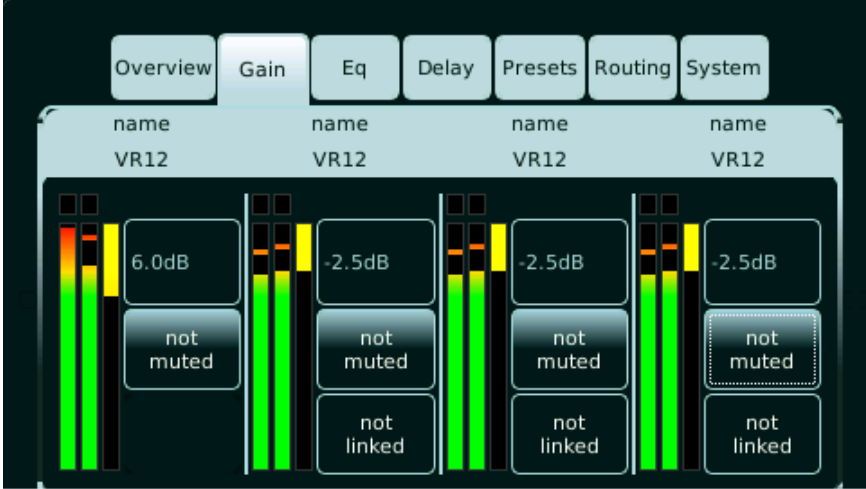 Overview Gain Eq Delay Presets Routing System
name name name name
VR12 VR12 VR12 VR12
6.0dB -2.5dB -2.5dB -2.5dB
not not not not
muted muted muted muted
not not not
linked linked linked